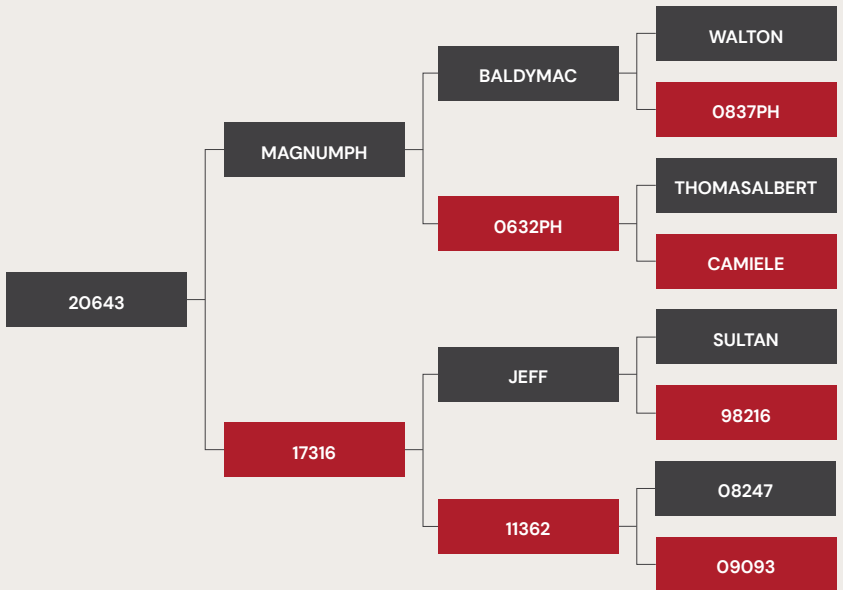 WALTON
BALDYMAC
0837PH
MAGNUMPH
THOMASALBERT
0632PH
CAMIELE
20643
SULTAN
JEFF
98216
17316
08247
11362
09093